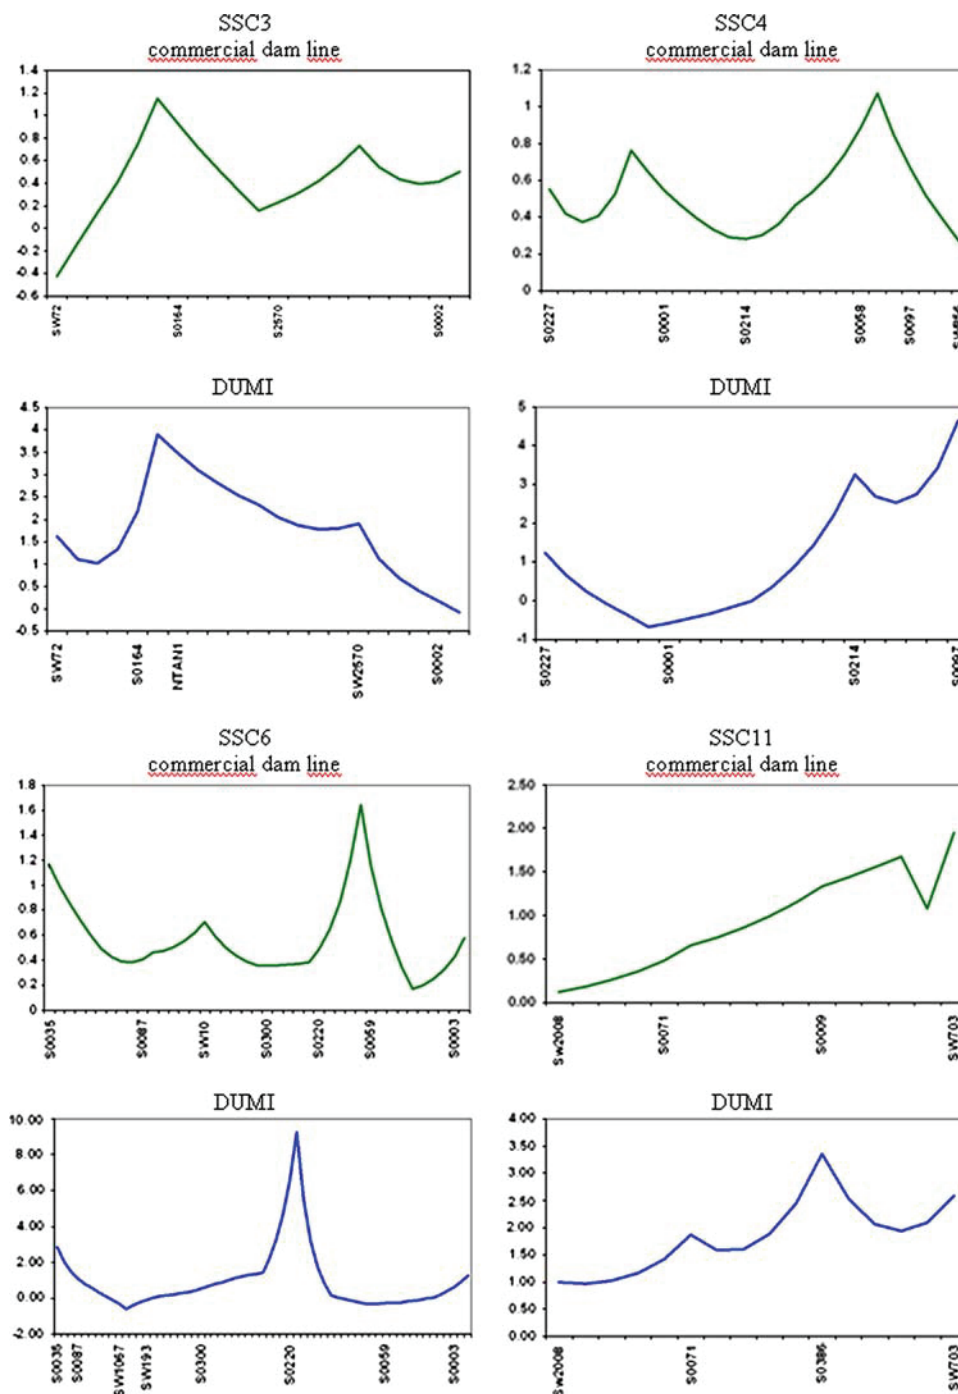 SSC3
commercial dam line
1.4
1.2
1
0.8
0.6
0.4
0.2
0
-0.2
-0.4
-0.6
SW72
S0164
S2570
S0002
SSC4
commercial dam line
1.2
1
0.8
0.6
0.4
0.2
0
S0227
S0001
S0214
S0058
S0097
DUMI
4.5
4
3.5
3
2.5
2
1.5
1
0.5
0
-0.5
SW72
S0164
NTAN1
SW2570
S0002
DUMI
5
4
3
2
1
0
-1
S0227
S0001
S0214
S0097
SSC6
commercial dam line
1.8
1.6
1.4
1.2
1
0.8
0.6
0.4
0.2
0
S0035
S0087
SW10
S0300
S0220
S0059
S0003
SSC11
commercial dam line
2.50
2.00
1.50
1.00
0.50
0.00
Sw2008
S0071
S0009
SW703
DUMI
10.00
8.00
6.00
4.00
2.00
0.00
-2.00
S0035
S0087
SW1067
SW193
S0300
S0220
S0059
S0003
DUMI
4.00
3.50
3.00
2.50
2.00
1.50
1.00
0.50
0.00
Sw2008
S0071
S0386
SW703